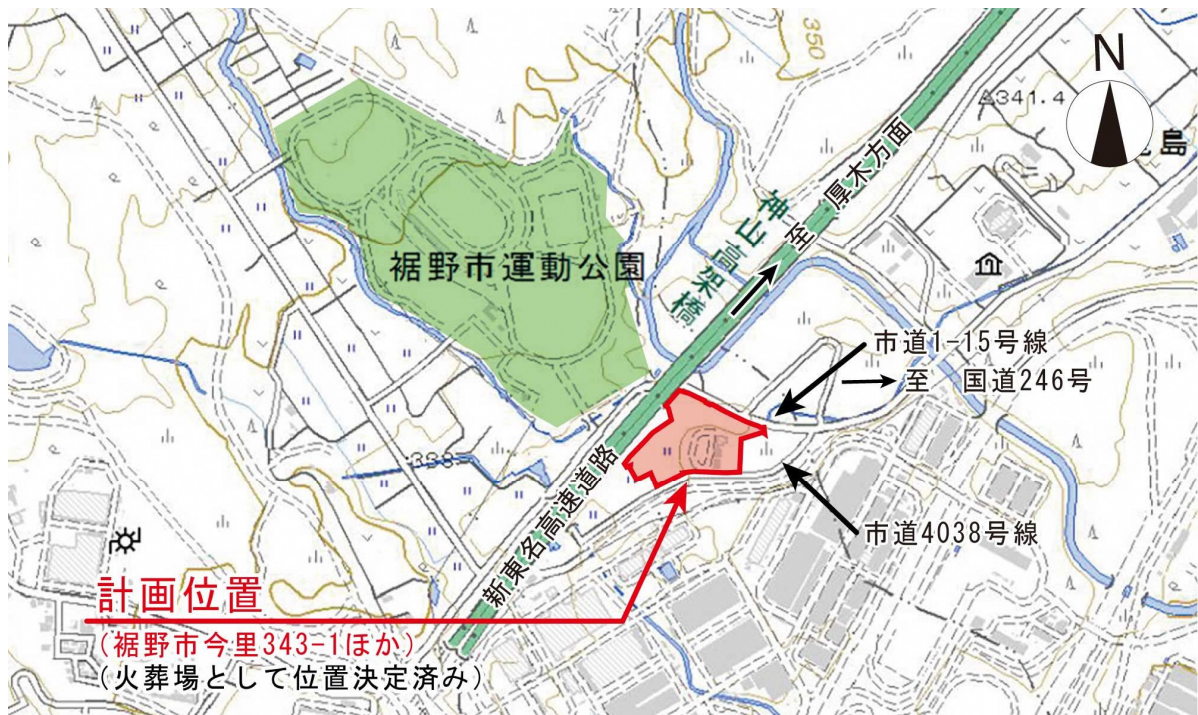 350
N
341.4
島
至 厚木方面
神山高架橋
裾野市運動公園
市道1-15号線
至 国道246号
333
新東名高速道路
市道4038号線
計画位置
(裾野市今里343-1ほか)
(火葬場として位置決定済み)